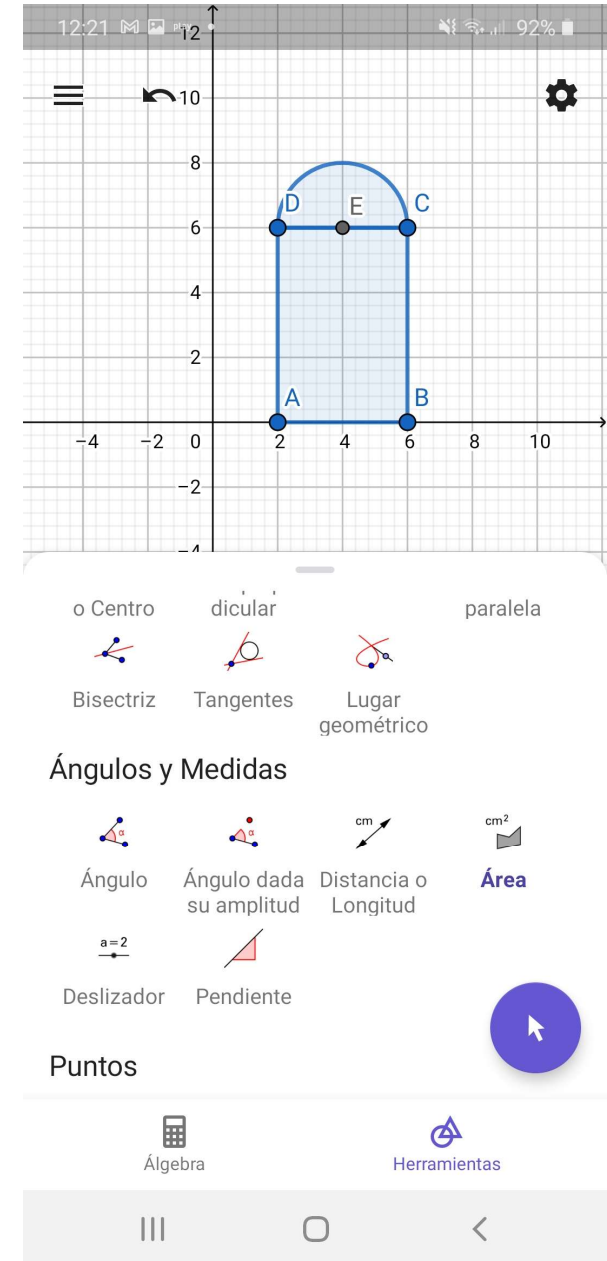 12:21 92%
12
10
8
D E C
6
4
2
A B
−4 −2 0 2 4 6 8 10
−2
−4
o Centro dicular paralela
Bisectriz Tangentes Lugar
geométrico
Ángulos y Medidas
α α cm cm²
Ángulo Ángulo dada Distancia o Área
su amplitud Longitud
a=2
Deslizador Pendiente
Puntos
Álgebra Herramientas